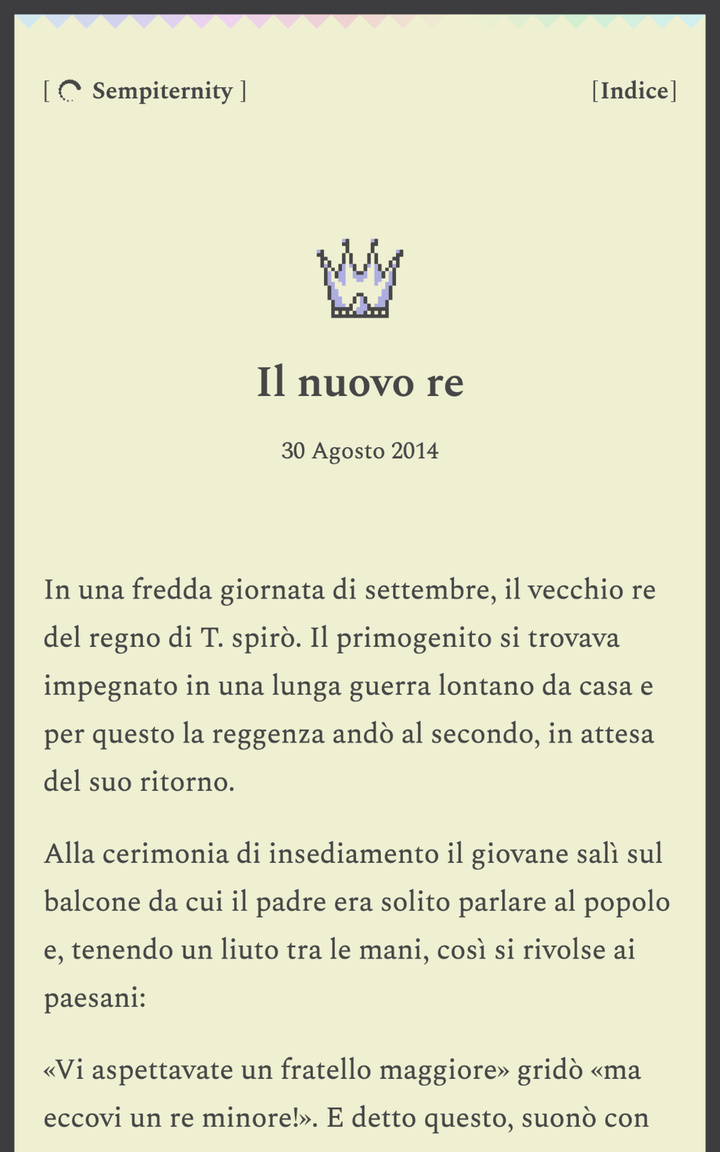 [ Sempiternity ]
[Indice]
Il nuovo re
30 Agosto 2014
In una fredda giornata di settembre, il vecchio re
del regno di T. spirò. Il primogenito si trovava
impegnato in una lunga guerra lontano da casa e
per questo la reggenza andò al secondo, in attesa
del suo ritorno.
Alla cerimonia di insediamento il giovane salì sul
balcone da cui il padre era solito parlare al popolo
e, tenendo un liuto tra le mani, così si rivolse ai
paesani:
«Vi aspettavate un fratello maggiore» gridò «ma
eccovi un re minore!». E detto questo, suonò con